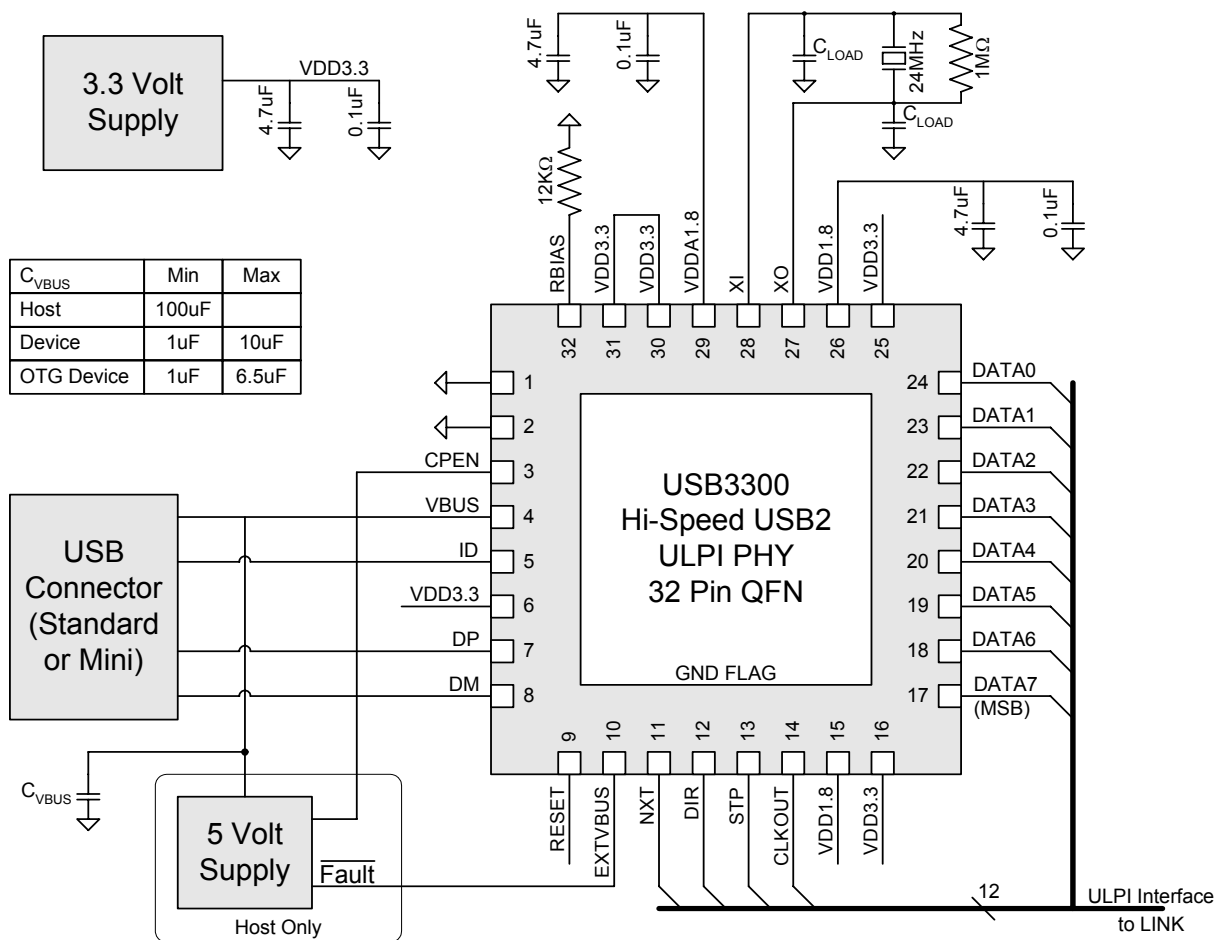 3.3 Volt
Supply
VDD3.3
4.7uF
0.1uF
4.7uF
0.1uF
C_LOAD
24MHz
1MΩ
C_LOAD
12KΩ
4.7uF
0.1uF
C_VBUS Min Max
Host 100uF
Device 1uF 10uF
OTG Device 1uF 6.5uF
RBIAS
VDD3.3
VDD3.3
VDDA1.8
XI
XO
VDD1.8
VDD3.3
32 31 30 29 28 27 26 25
1
2
CPEN 3
VBUS 4
ID 5
VDD3.3 6
DP 7
DM 8
USB
Connector
(Standard
or Mini)
USB3300
Hi-Speed USB2
ULPI PHY
32 Pin QFN
GND FLAG
24 DATA0
23 DATA1
22 DATA2
21 DATA3
20 DATA4
19 DATA5
18 DATA6
17 DATA7
(MSB)
9 10 11 12 13 14 15 16
RESET
EXTVBUS
NXT
DIR
STP
CLKOUT
VDD1.8
VDD3.3
C_VBUS
5 Volt
Supply
Fault
Host Only
12
ULPI Interface
to LINK